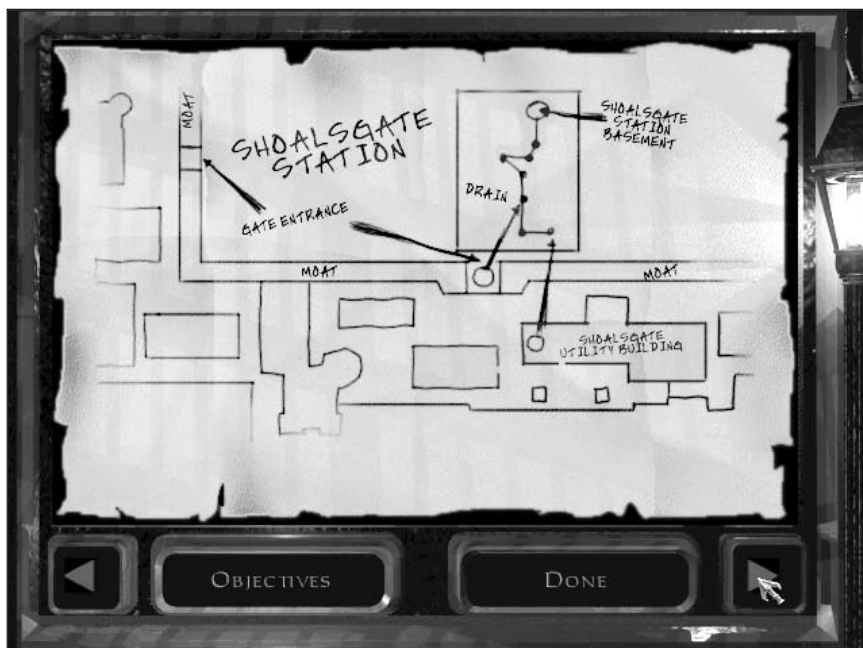 MOAT
SHOALSGATE
STATION
SHOALSGATE
STATION
BASEMENT
DRAIN
GATE ENTRANCE
MOAT
MOAT
SHOALSGATE
UTILITY BUILDING
OBJECTIVES
DONE